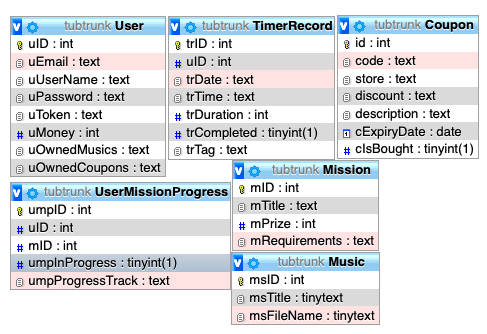 tubtrunk User
uID : int
uEmail : text
uUserName : text
uPassword : text
uToken : text
uMoney : int
uOwnedMusics : text
uOwnedCoupons : text
tubtrunk TimerRecord
trID : int
uID : int
trDate : text
trTime : text
trDuration : int
trCompleted : tinyint(1)
trTag : text
tubtrunk Coupon
id : int
code : text
store : text
discount : text
description : text
cExpiryDate : date
cIsBought : tinyint(1)
tubtrunk UserMissionProgress
umpID : int
uID : int
mID : int
umpInProgress : tinyint(1)
umpProgressTrack : text
tubtrunk Mission
mID : int
mTitle : text
mPrize : int
mRequirements : text
tubtrunk Music
msID : int
msTitle : tinytext
msFileName : tinytext